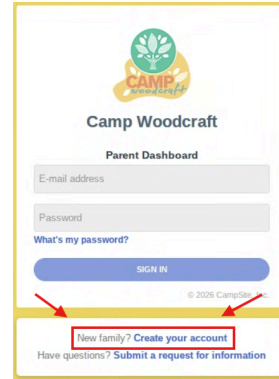 CAMP
woodcraft
Camp Woodcraft
Parent Dashboard
E-mail address
Password
What's my password?
SIGN IN
© 2026 CampSite, Inc.
New family? Create your account
Have questions? Submit a request for information